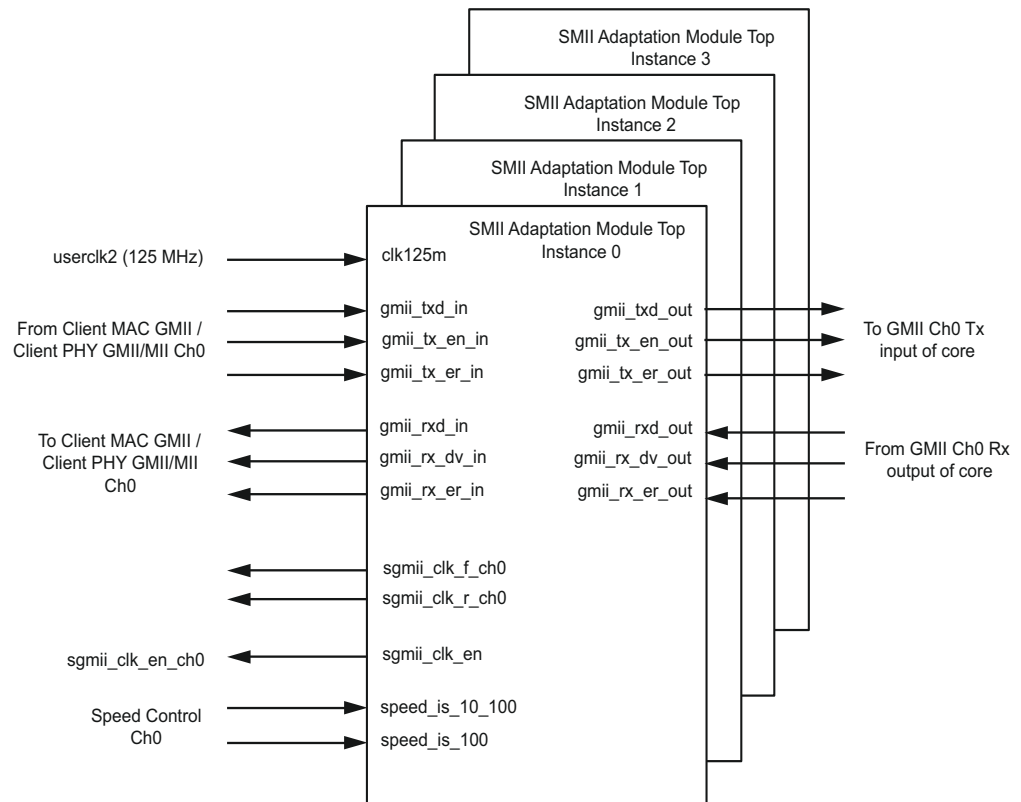 SMII Adaptation Module Top
Instance 3
SMII Adaptation Module Top
Instance 2
SMII Adaptation Module Top
Instance 1
SMII Adaptation Module Top
Instance 0
userclk2 (125 MHz)
clk125m
From Client MAC GMII /
Client PHY GMII/MII Ch0
gmii_txd_in
gmii_tx_en_in
gmii_tx_er_in
gmii_txd_out
gmii_tx_en_out
gmii_tx_er_out
To GMII Ch0 Tx
input of core
To Client MAC GMII /
Client PHY GMII/MII
Ch0
gmii_rxd_in
gmii_rx_dv_in
gmii_rx_er_in
gmii_rxd_out
gmii_rx_dv_out
gmii_rx_er_out
From GMII Ch0 Rx
output of core
sgmii_clk_f_ch0
sgmii_clk_r_ch0
sgmii_clk_en_ch0
sgmii_clk_en
Speed Control
Ch0
speed_is_10_100
speed_is_100